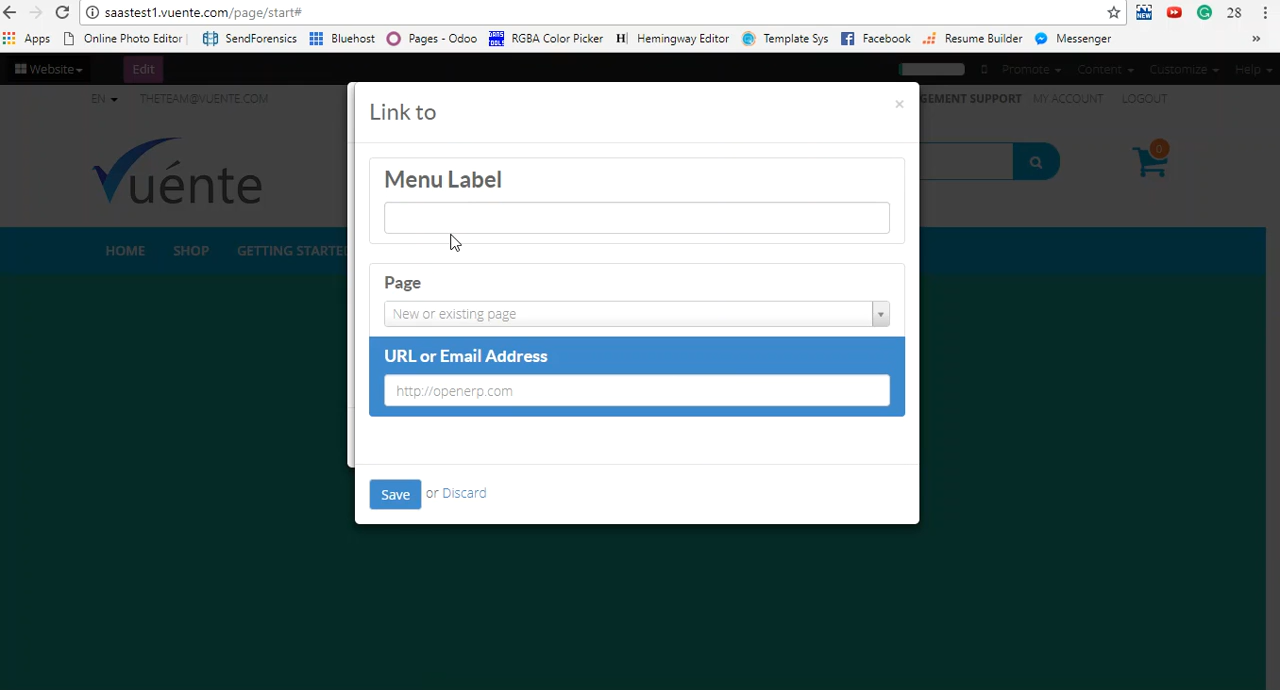 saastest1.vuente.com/page/start#
28
Apps Online Photo Editor SendForensics Bluehost Pages - Odoo RGBA Color Picker Hemingway Editor Template Sys Facebook Resume Builder Messenger »
Website Edit Promote Content Customize Help
EN THETEAM@VUENTE.COM GEMENT SUPPORT MY ACCOUNT LOGOUT
Vuénte
0
HOME SHOP GETTING STARTE
Link to
×
Menu Label
Page
New or existing page
URL or Email Address
http://openerp.com
Save or Discard